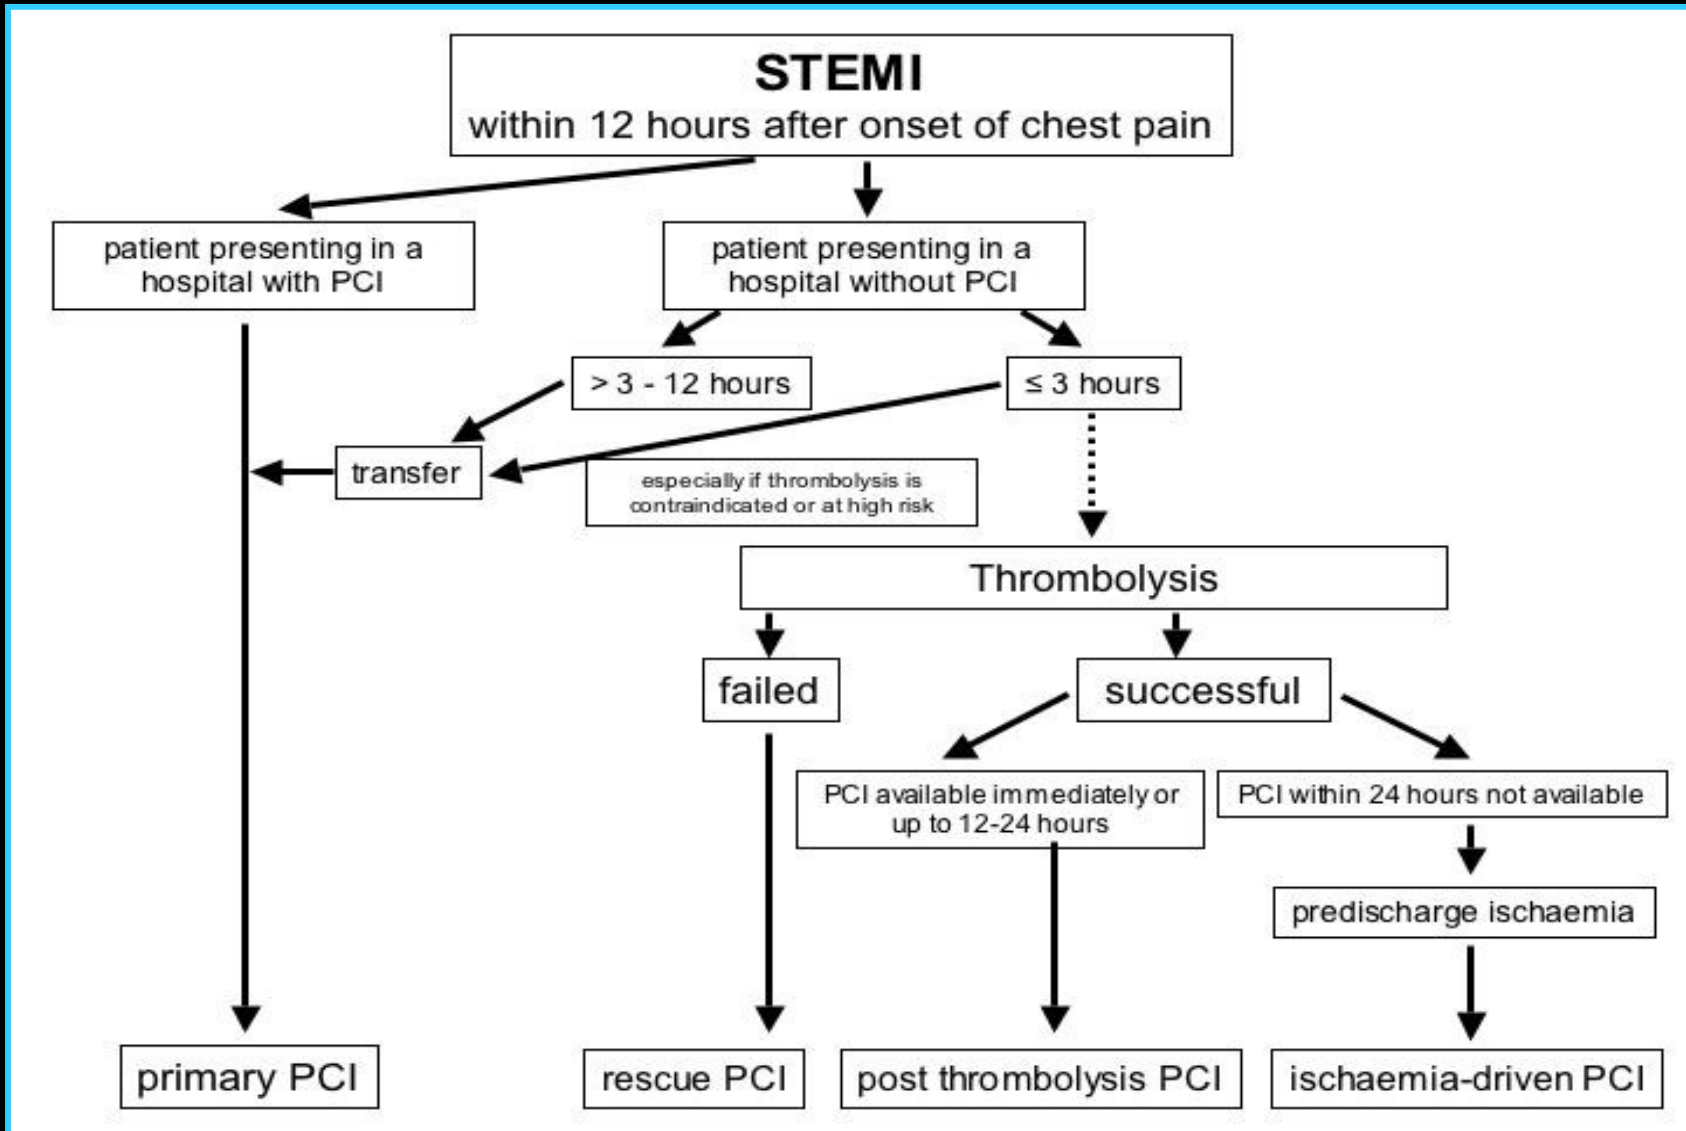 STEMI
within 12 hours after onset of chest pain
patient presenting in a
hospital with PCI
patient presenting in a
hospital without PCI
> 3 - 12 hours
≤ 3 hours
transfer
especially if thrombolysis is
contraindicated or at high risk
Thrombolysis
failed
successful
PCI available immediately or
up to 12-24 hours
PCI within 24 hours not available
predischarge ischaemia
primary PCI
rescue PCI
post thrombolysis PCI
ischaemia-driven PCI